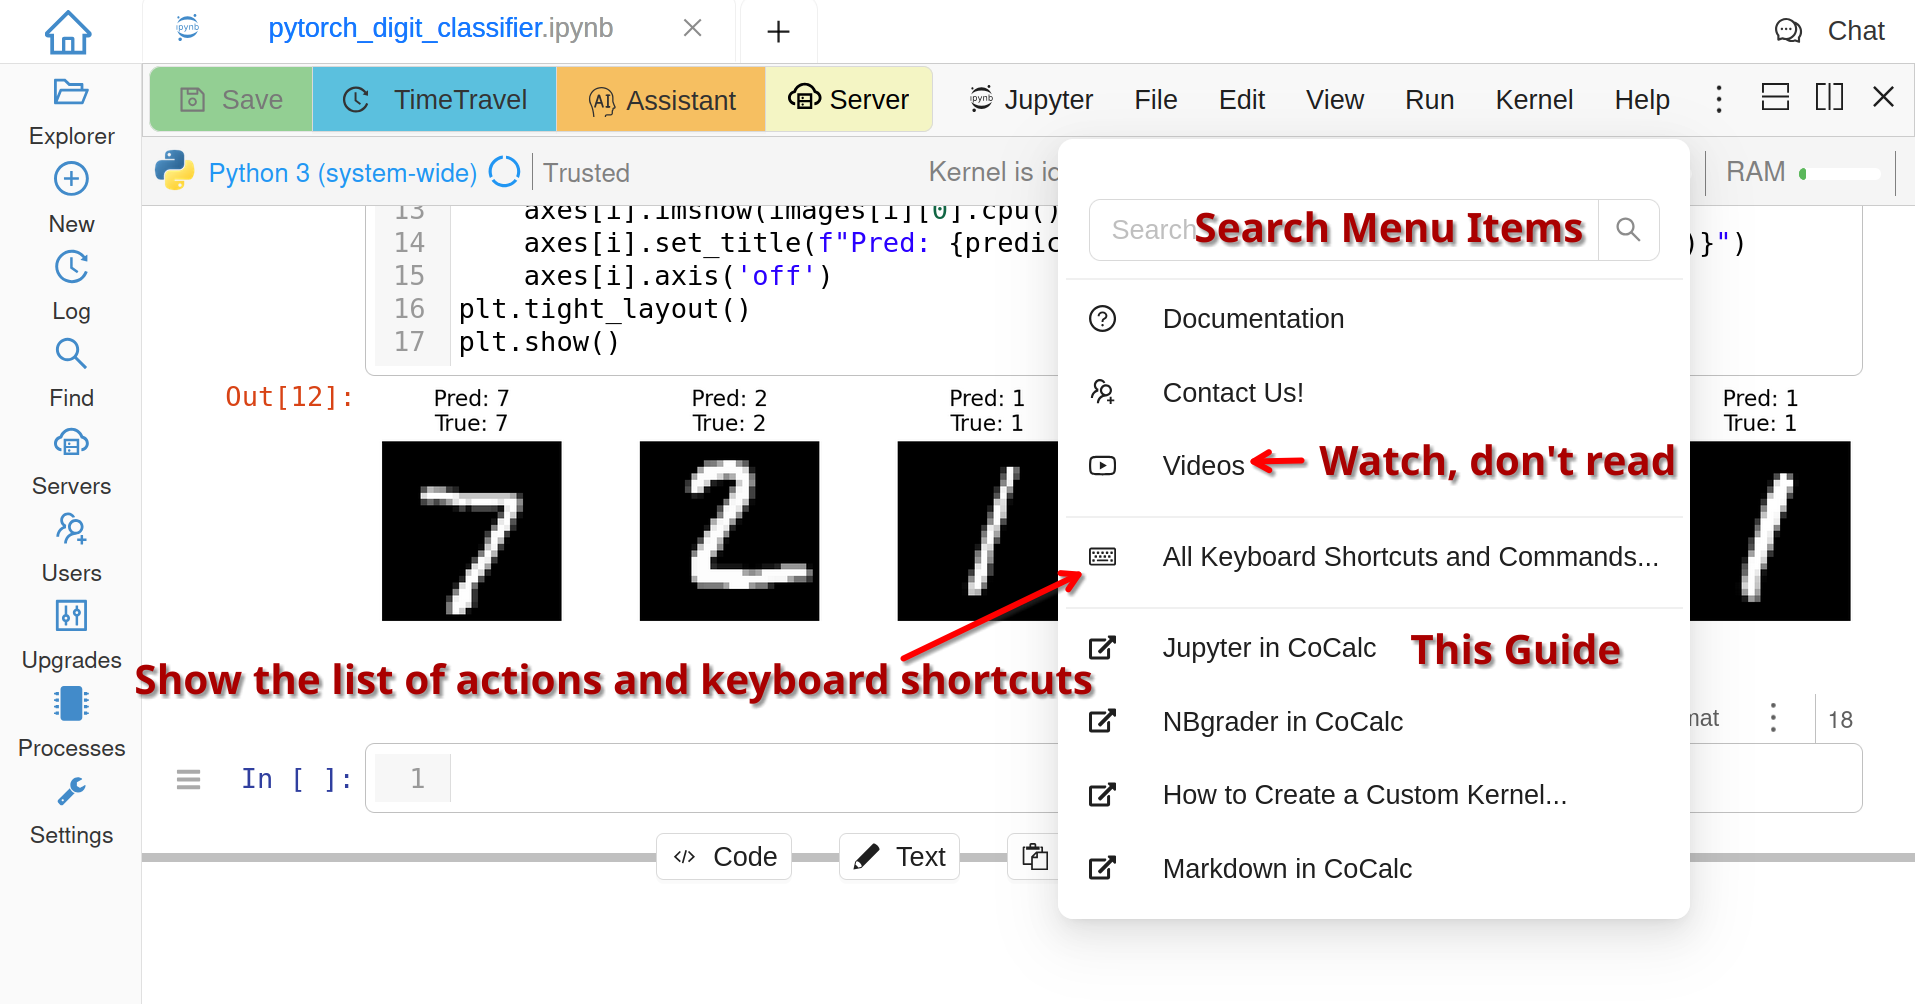 pytorch_digit_classifier.ipynb
Chat
Save
TimeTravel
Assistant
Server
Jupyter
File
Edit
View
Run
Kernel
Help
Explorer
New
Log
Find
Servers
Users
Upgrades
Processes
Settings
Python 3 (system-wide)
Trusted
Kernel is
RAM
13 axes[i].imshow(images[i][0].cpu()
14 axes[i].set_title(f"Pred: {predic )}")
15 axes[i].axis('off')
16 plt.tight_layout()
17 plt.show()
Out[12]:
Pred: 7
True: 7
Pred: 2
True: 2
Pred: 1
True: 1
Pred: 1
True: 1
Search
Search Menu Items
Documentation
Contact Us!
Videos
Watch, don't read
All Keyboard Shortcuts and Commands...
Show the list of actions and keyboard shortcuts
Jupyter in CoCalc
This Guide
NBgrader in CoCalc
How to Create a Custom Kernel...
Markdown in CoCalc
18
In [ ]:
1
Code
Text